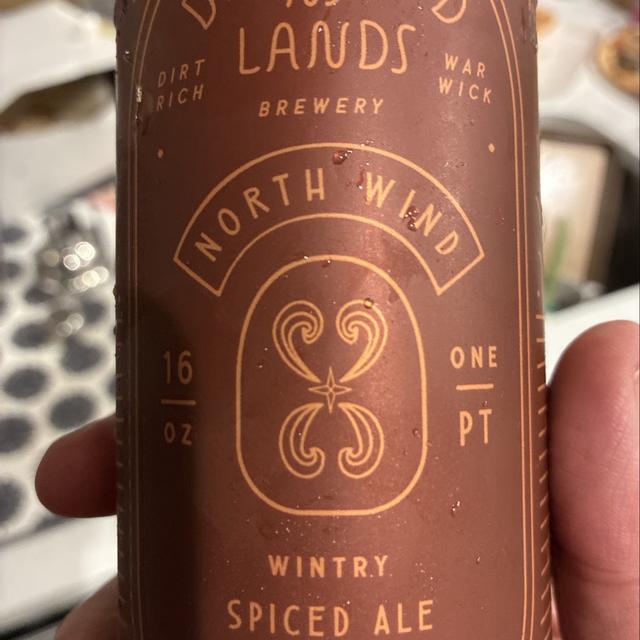 LANDS
DIRT RICH
WAR WICK
BREWERY
NORTH WIND
16 OZ
ONE PT
WINTRY
SPICED ALE